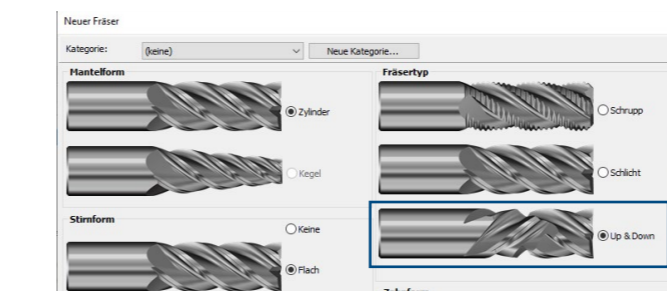 Neuer Fräser
Kategorie: (keine) Neue Kategorie...
Mantelform
Zylinder
Kegel
Stirnform
Keine
Flach
Fräsertyp
Schrupp
Schlicht
Up & Down